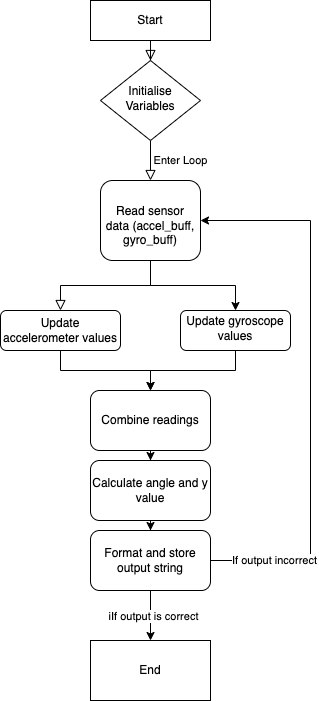 Start
Initialise
Variables
Enter Loop
Read sensor
data (accel_buff,
gyro_buff)
Update
accelerometer values
Update gyroscope
values
Combine readings
Calculate angle and y
value
Format and store
output string
If output incorrect
iIf output is correct
End